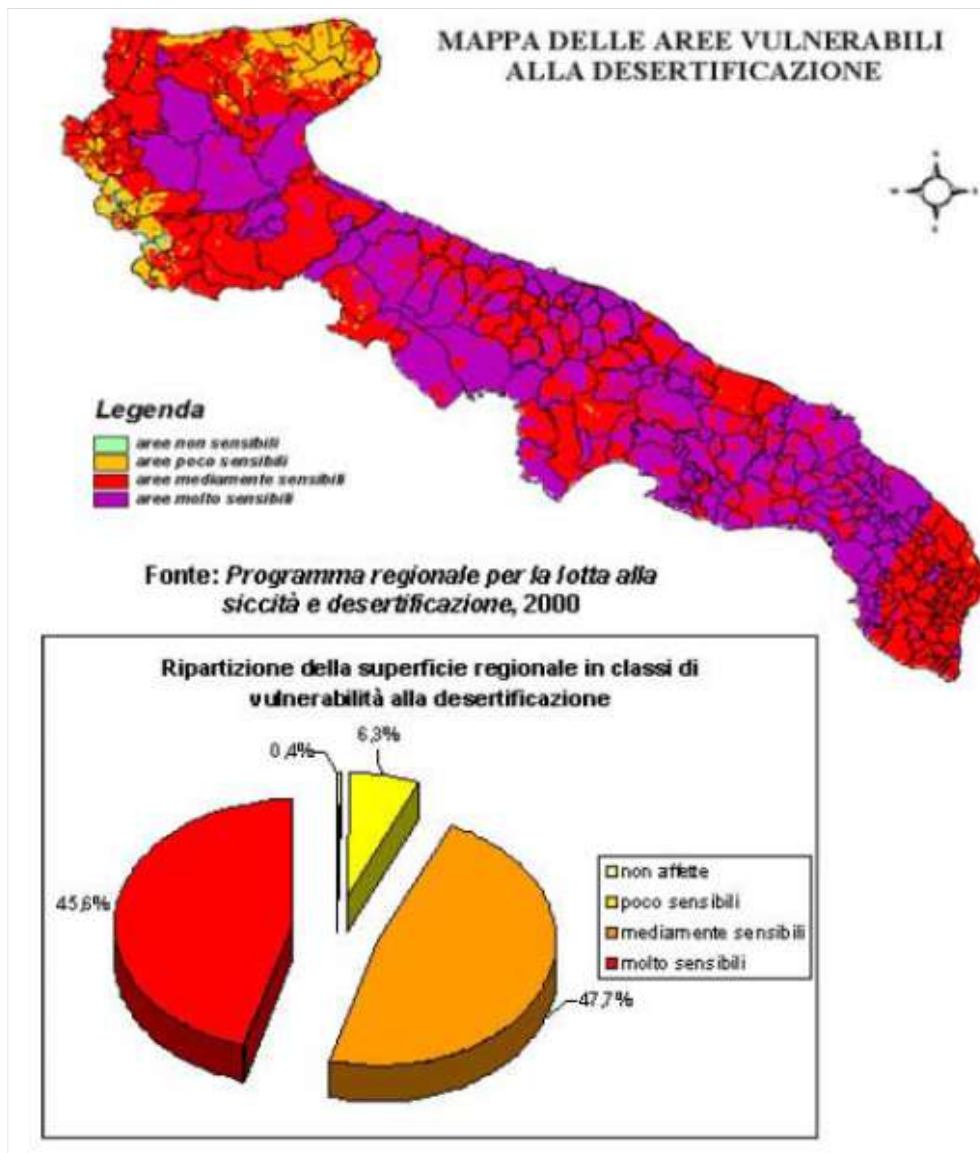 MAPPA DELLE AREE VULNERABILI
ALLA DESERTIFICAZIONE
Legenda
aree non sensibili
aree poco sensibili
aree mediamente sensibili
aree molto sensibili
Fonte: Programma regionale per la lotta alla
siccità e desertificazione, 2000
Ripartizione della superficie regionale in classi di
vulnerabilità alla desertificazione
0,4%
6,3%
45,6%
47,7%
non affette
poco sensibili
mediamente sensibili
molto sensibili